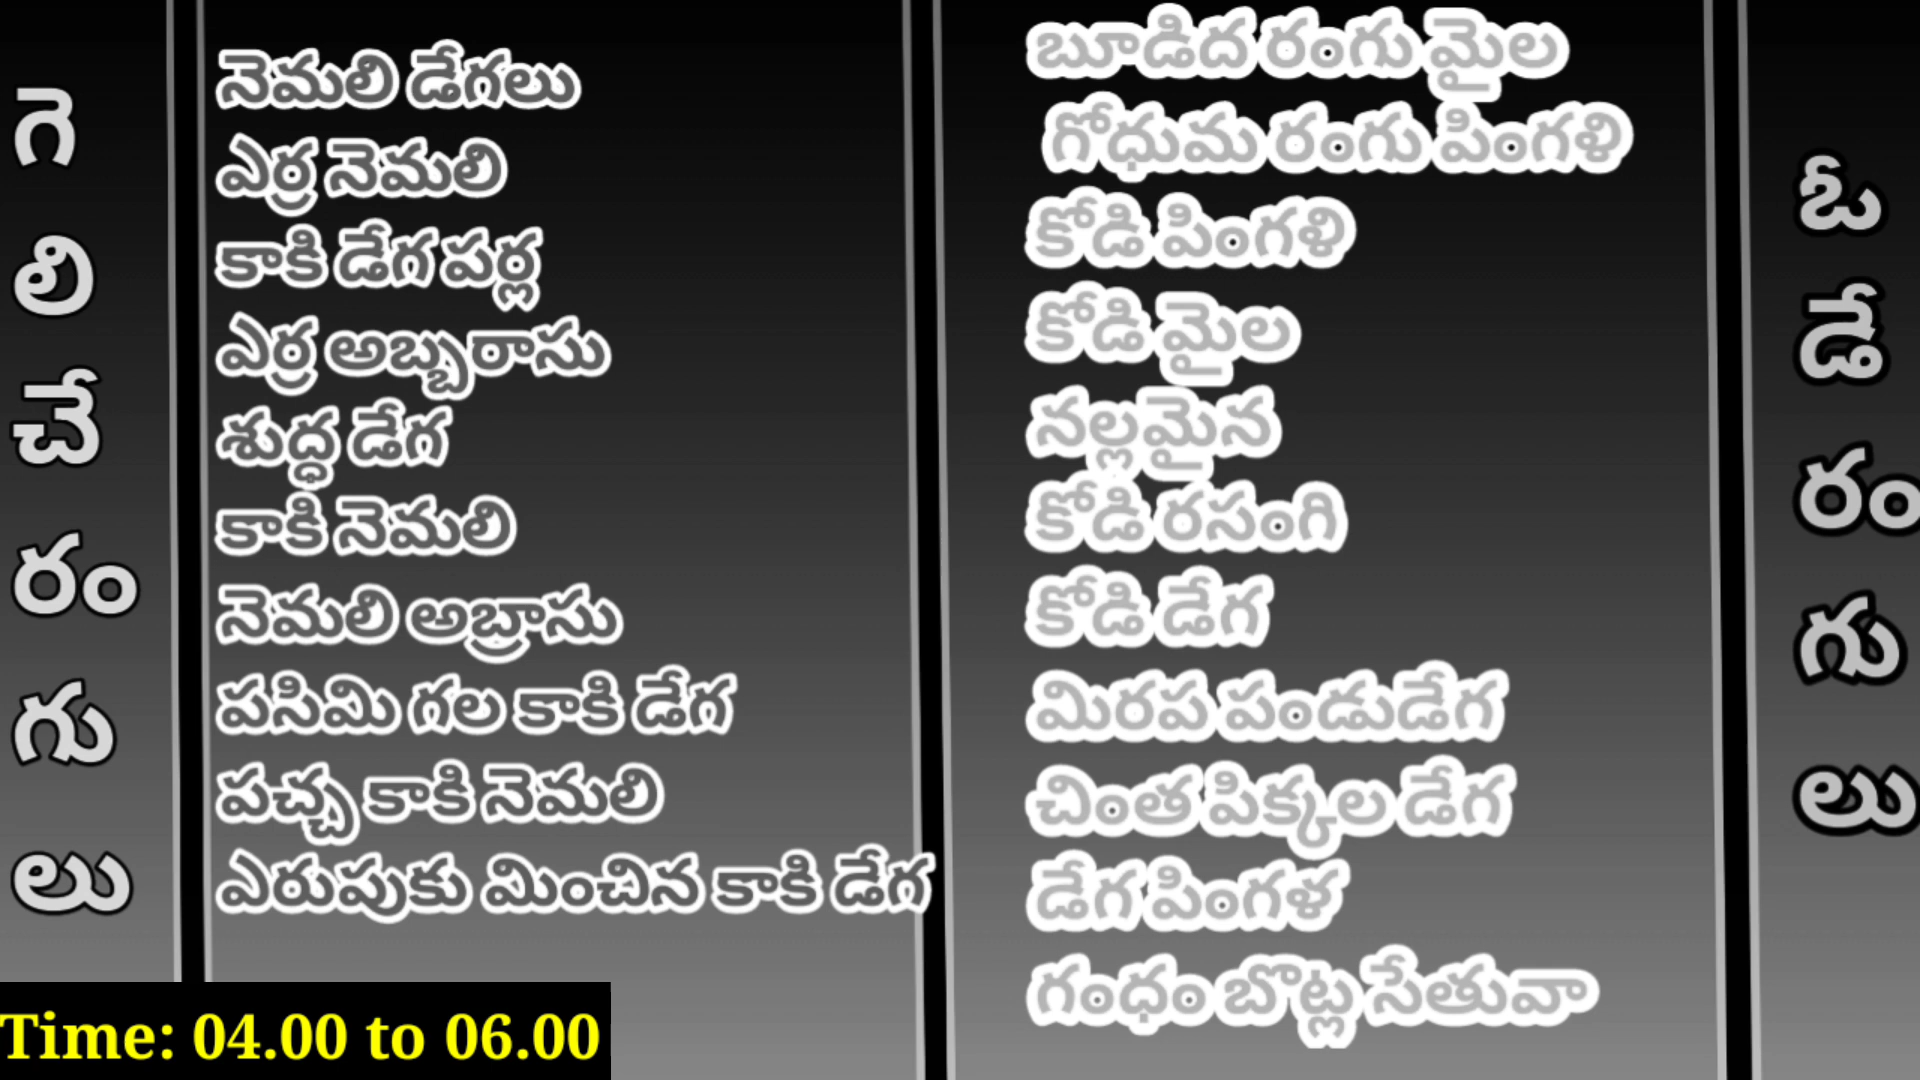 గెలిచే రంగులు
నెమలి డేగలు
ఎర్ర నెమలి
కాకి డేగ పర్ల
ఎర్ర అబ్బరాసు
శుద్ధ డేగ
కాకి నెమలి
నెమలి అబ్రాసు
పసిమి గల కాకి డేగ
పచ్చ కాకి నెమలి
ఎరుపుకు మించిన కాకి డేగ
బూడిద రంగు మైల
గోధుమ రంగు పింగళి
కోడి పింగళి
కోడి మైల
నల్లమైన
కోడి రసంగి
కోడి డేగ
మిరప పండుడేగ
చింత పిక్కల డేగ
డేగ పింగళ
గంధం బొట్ల సేతువా
ఓడే రంగులు
Time: 04.00 to 06.00